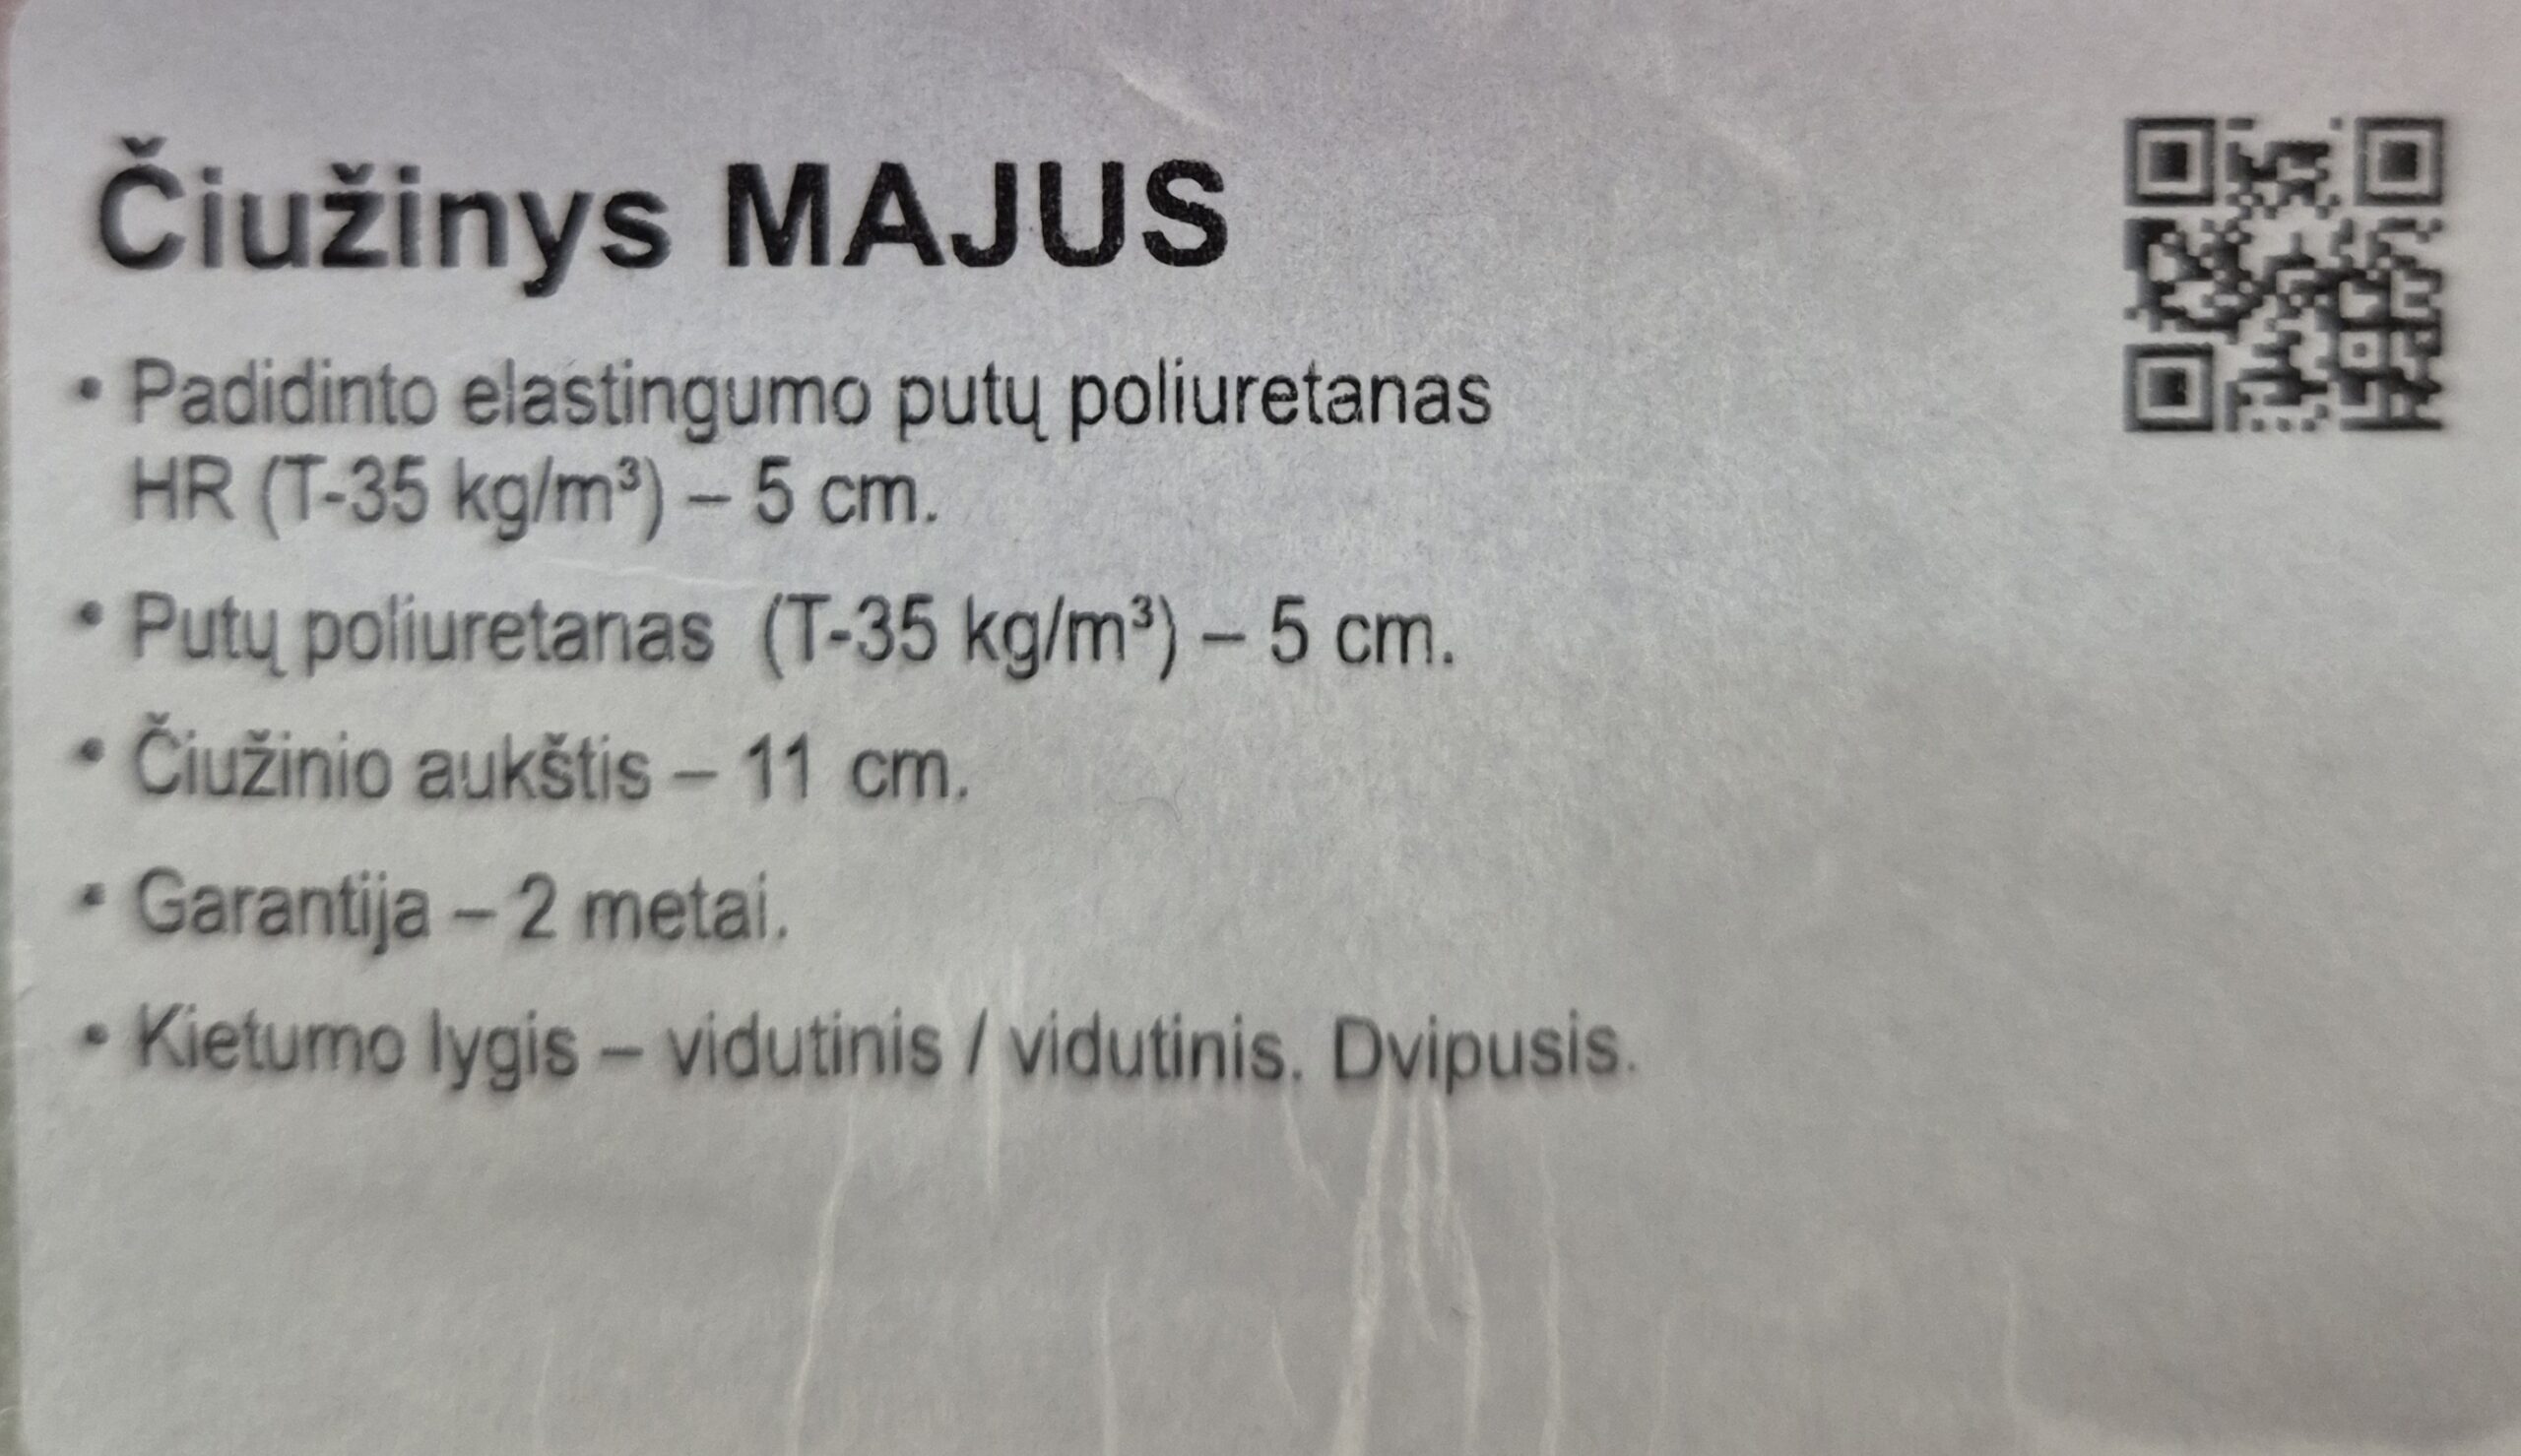 Čiužinys MAJUS
• Padidinto elastingumo putų poliuretanas
HR (T-35 kg/m³) – 5 cm.
• Putų poliuretanas (T-35 kg/m³) – 5 cm.
• Čiužinio aukštis – 11 cm.
• Garantija – 2 metai.
• Kietumo lygis – vidutinis / vidutinis. Dvipusis.